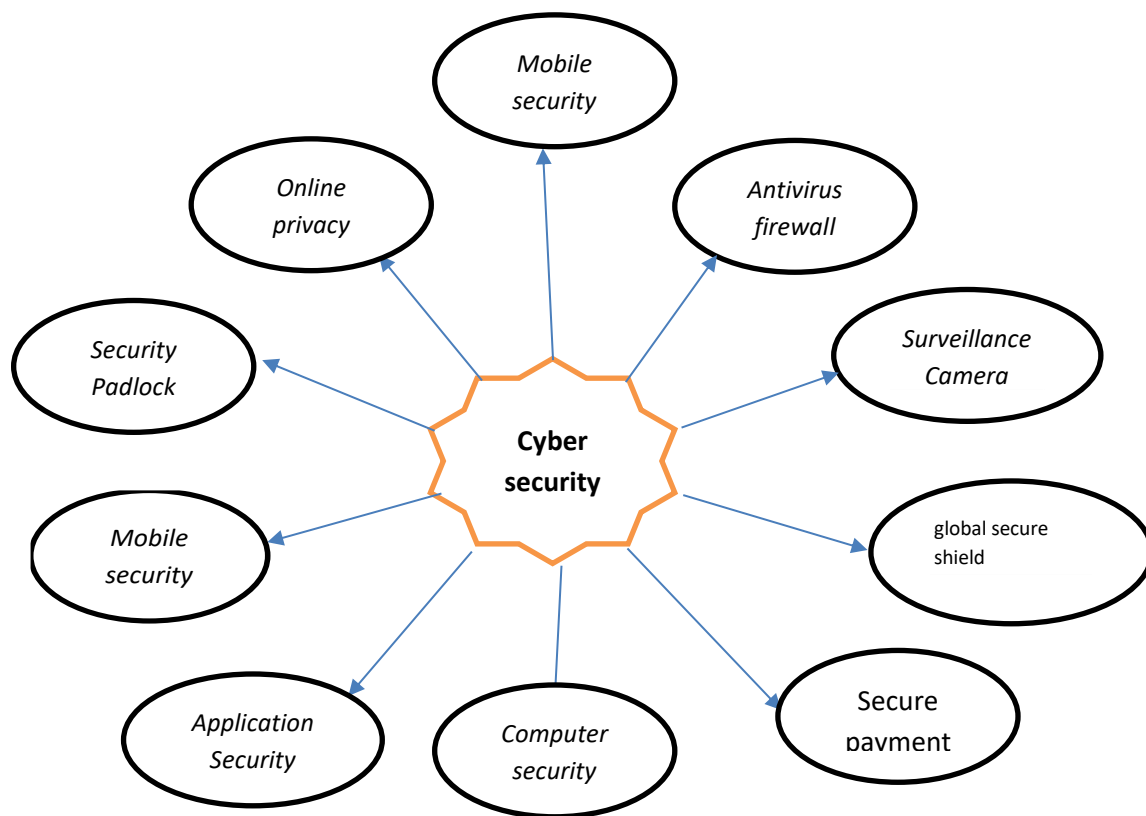 Mobile
security
Online
privacy
Antivirus
firewall
Security
Padlock
Surveillance
Camera
Cyber
security
Mobile
security
global secure
shield
Application
Security
Computer
security
Secure
payment